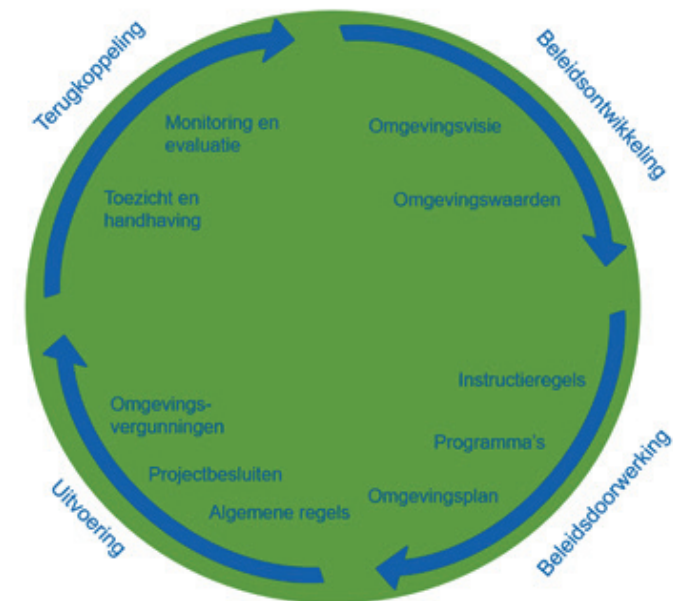 Terugkoppeling
Beleidsontwikkeling
Monitoring en
evaluatie
Omgevingsvisie
Toezicht en
handhaving
Omgevingswaarden
Instructieregels
Omgevings-
vergunningen
Programma's
Projectbesluiten
Omgevingsplan
Algemene regels
Uitvoering
Beleidsdoorwerking